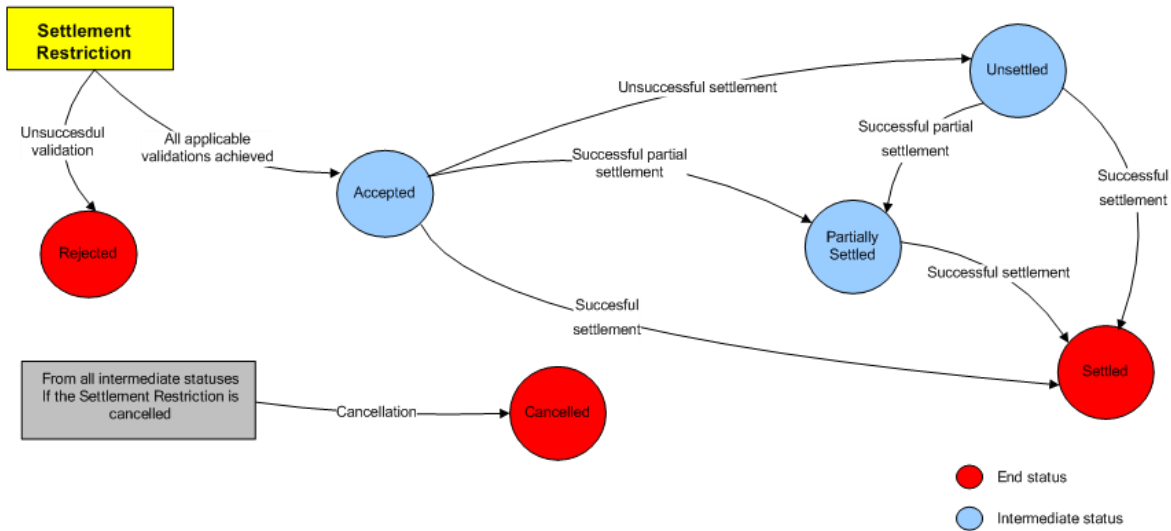 Settlement
Restriction
Unsuccesdul
validation
All applicable
validations achieved
Rejected
Accepted
Unsuccessful settlement
Successful partial
settlement
Unsettled
Successful partial
settlement
Successful
settlement
Partially
Settled
Successful settlement
Succesful
settlement
Settled
From all intermediate statuses
If the Settlement Restriction is
cancelled
Cancellation
Cancelled
End status
Intermediate status